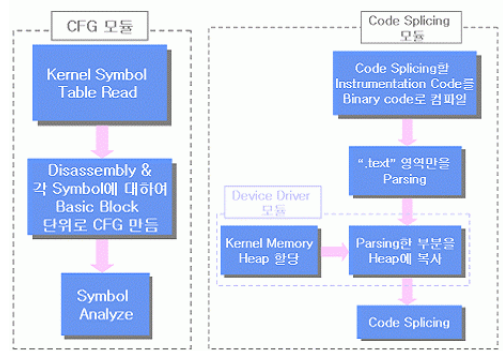 CFG 모듈
Kernel Symbol
Table Read
Disassembly &
각 Symbol에 대하여
Basic Block
단위로 CFG 만듬
Symbol
Analyze
Code Splicing
모듈
Code Splicing할
Instrumentation Code를
Binary code로 컴파일
“.text” 영역만을
Parsing
Device Driver
모듈
Kernel Memory
Heap 할당
Parsing한 부분을
Heap에 복사
Code Splicing